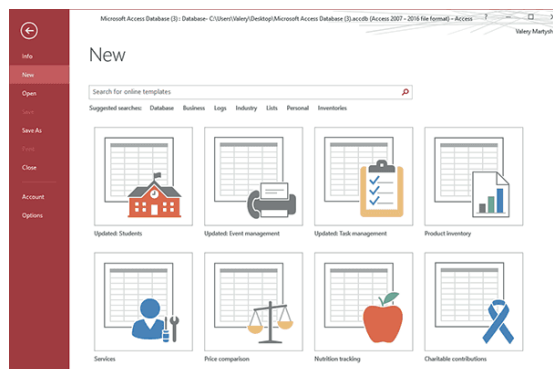 Microsoft Access Database (3) : Database- C:\Users\Valery\Desktop\Microsoft Access Database (3).accdb (Access 2007 - 2016 file format) - Access
?
Valery Martysh
Info
New
Open
Save
Save As
Print
Close
Account
Options
New
Search for online templates
Suggested searches: Database Business Logs Industry Lists Personal Inventories
Updated: Students
Updated: Event management
Updated: Task management
Product inventory
Services
Price comparison
Nutrition tracking
Charitable contributions